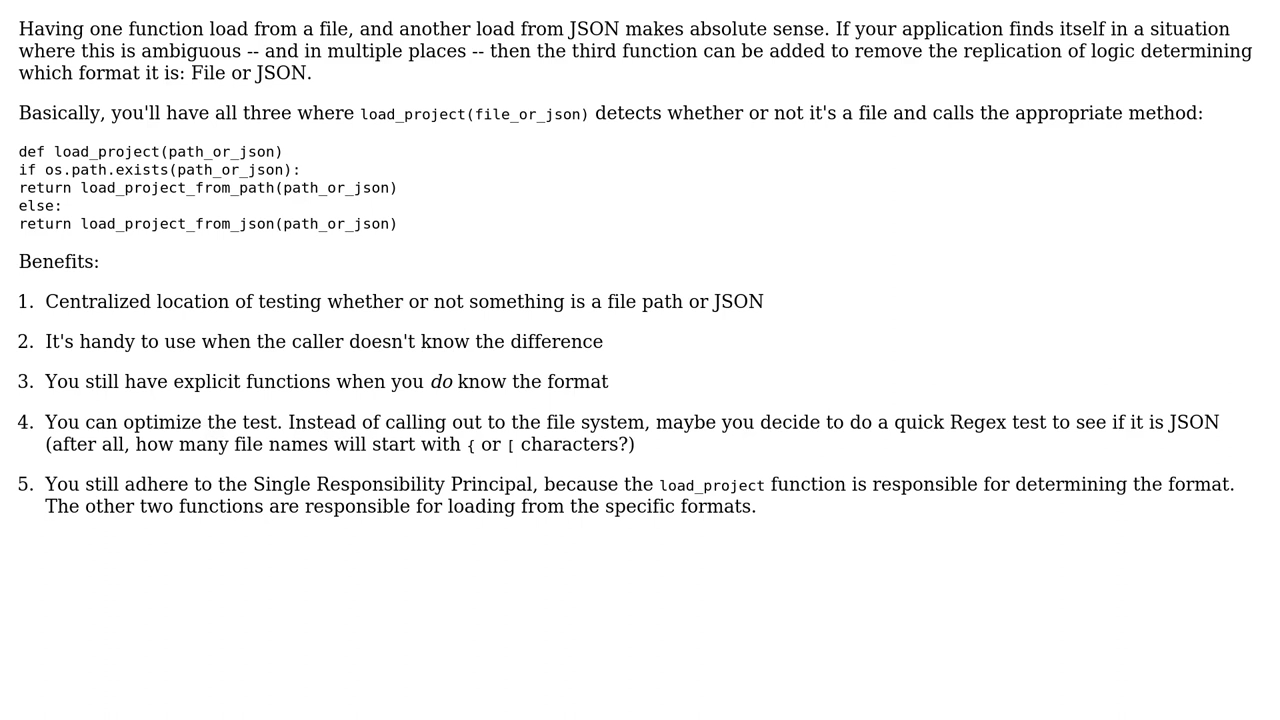 Having one function load from a file, and another load from JSON makes absolute sense. If your application finds itself in a situation
where this is ambiguous -- and in multiple places -- then the third function can be added to remove the replication of logic determining
which format it is: File or JSON.
Basically, you'll have all three where load_project(file_or_json) detects whether or not it's a file and calls the appropriate method:
def load_project(path_or_json)
if os.path.exists(path_or_json):
return load_project_from_path(path_or_json)
else:
return load_project_from_json(path_or_json)
Benefits:
1. Centralized location of testing whether or not something is a file path or JSON
2. It's handy to use when the caller doesn't know the difference
3. You still have explicit functions when you do know the format
4. You can optimize the test. Instead of calling out to the file system, maybe you decide to do a quick Regex test to see if it is JSON
(after all, how many file names will start with { or [ characters?)
5. You still adhere to the Single Responsibility Principal, because the load_project function is responsible for determining the format.
The other two functions are responsible for loading from the specific formats.